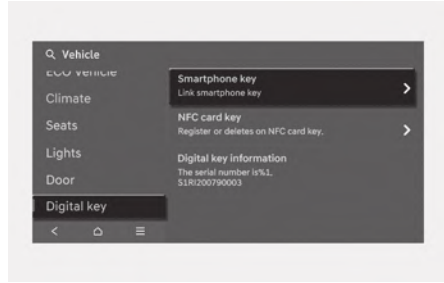 Vehicle
ECO Vehicle
Climate
Seats
Lights
Door
Digital key
Smartphone key
Link smartphone key
NFC card key
Register or deletes on NFC card key.
Digital key information
The serial number is%1.
S1RI200790003